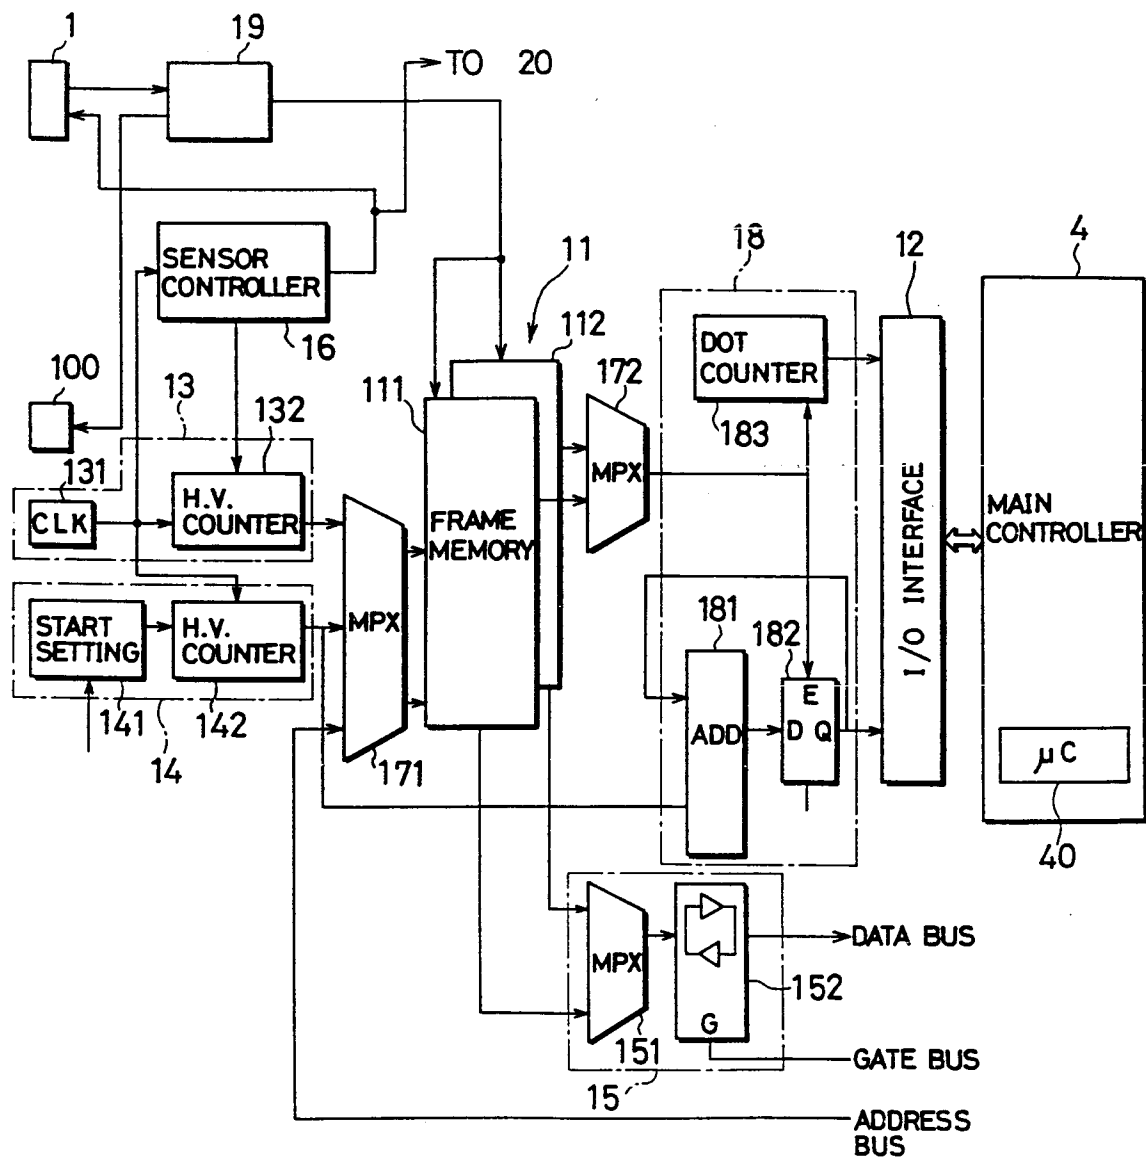 1
19
TO 20
SENSOR
CONTROLLER
16
18
12
4
11
112
DOT
COUNTER
183
100
13
132
111
172
MPX
131
CLK
H.V.
COUNTER
FRAME
MEMORY
I/O INTERFACE
MAIN
CONTROLLER
START
SETTING
H.V.
COUNTER
MPX
181
182
E
ADD
D Q
141
142
14
171
μC
40
MPX
DATA BUS
152
G
151
GATE BUS
15
ADDRESS
BUS